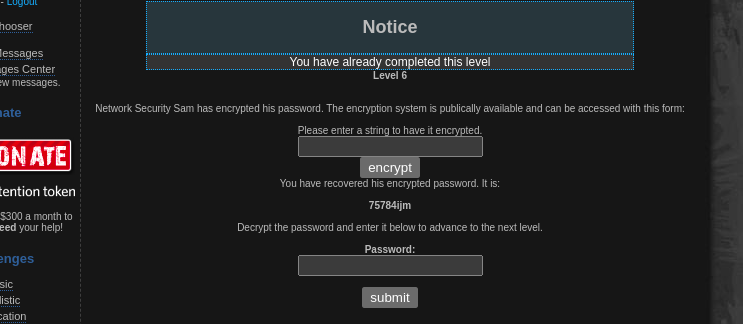 - Logout
Notice
hooser
You have already completed this level
Messages
Level 6
ages Center
ew messages.
Network Security Sam has encrypted his password. The encryption system is publically available and can be accessed with this form:
nate
Please enter a string to have it encrypted.
ONATE
encrypt
You have recovered his encrypted password. It is:
tention token
75784ijm
$300 a month to
eed your help!
Decrypt the password and enter it below to advance to the next level.
Password:
enges
sic
submit
listic
cation